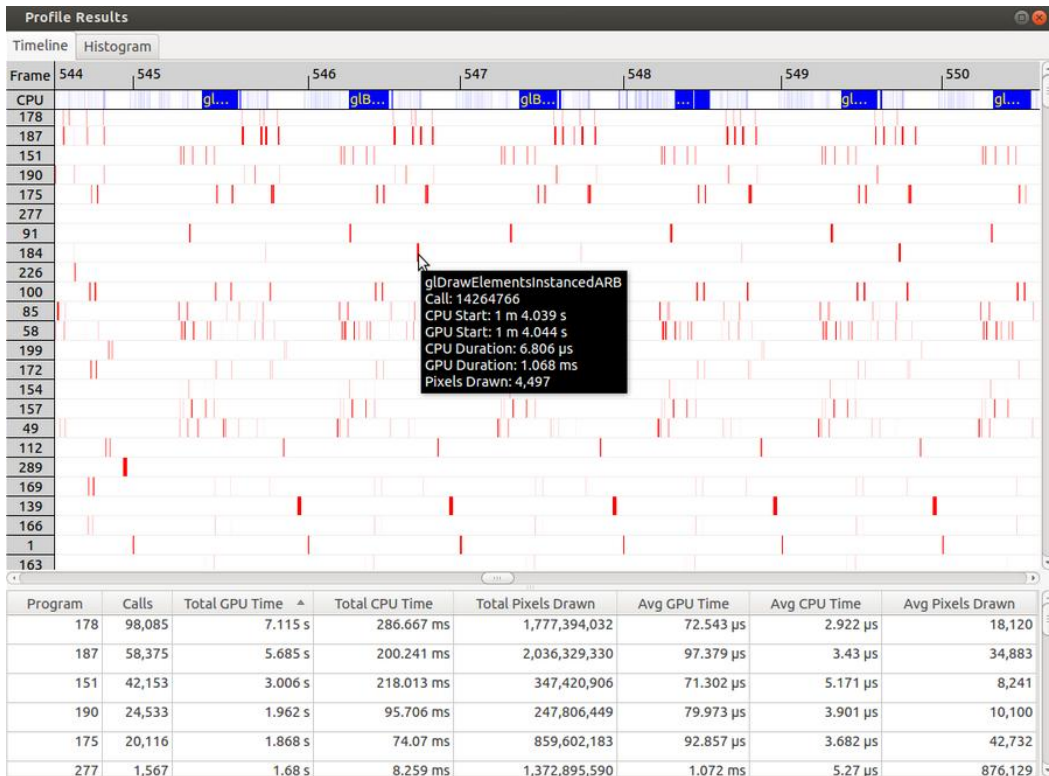 Profile Results
Timeline Histogram
Frame 544 545 546 547 548 549 550
CPU gl... glB... glB... ... gl... gl...
178
187
151
190
175
277
91
184
226
100
85
58
199
172
154
157
49
112
289
169
139
166
1
163
glDrawElementsInstancedARB
Call: 14264766
CPU Start: 1 m 4.039 s
GPU Start: 1 m 4.044 s
CPU Duration: 6.806 µs
GPU Duration: 1.068 ms
Pixels Drawn: 4,497
Program Calls Total GPU Time Total CPU Time Total Pixels Drawn Avg GPU Time Avg CPU Time Avg Pixels Drawn
178 98,085 7.115 s 286.667 ms 1,777,394,032 72.543 µs 2.922 µs 18,120
187 58,375 5.685 s 200.241 ms 2,036,329,330 97.379 µs 3.43 µs 34,883
151 42,153 3.006 s 218.013 ms 347,420,906 71.302 µs 5.171 µs 8,241
190 24,533 1.962 s 95.706 ms 247,806,449 79.973 µs 3.901 µs 10,100
175 20,116 1.868 s 74.07 ms 859,602,183 92.857 µs 3.682 µs 42,732
277 1,567 1.68 s 8.259 ms 1,372,895,590 1.072 ms 5.27 µs 876,129